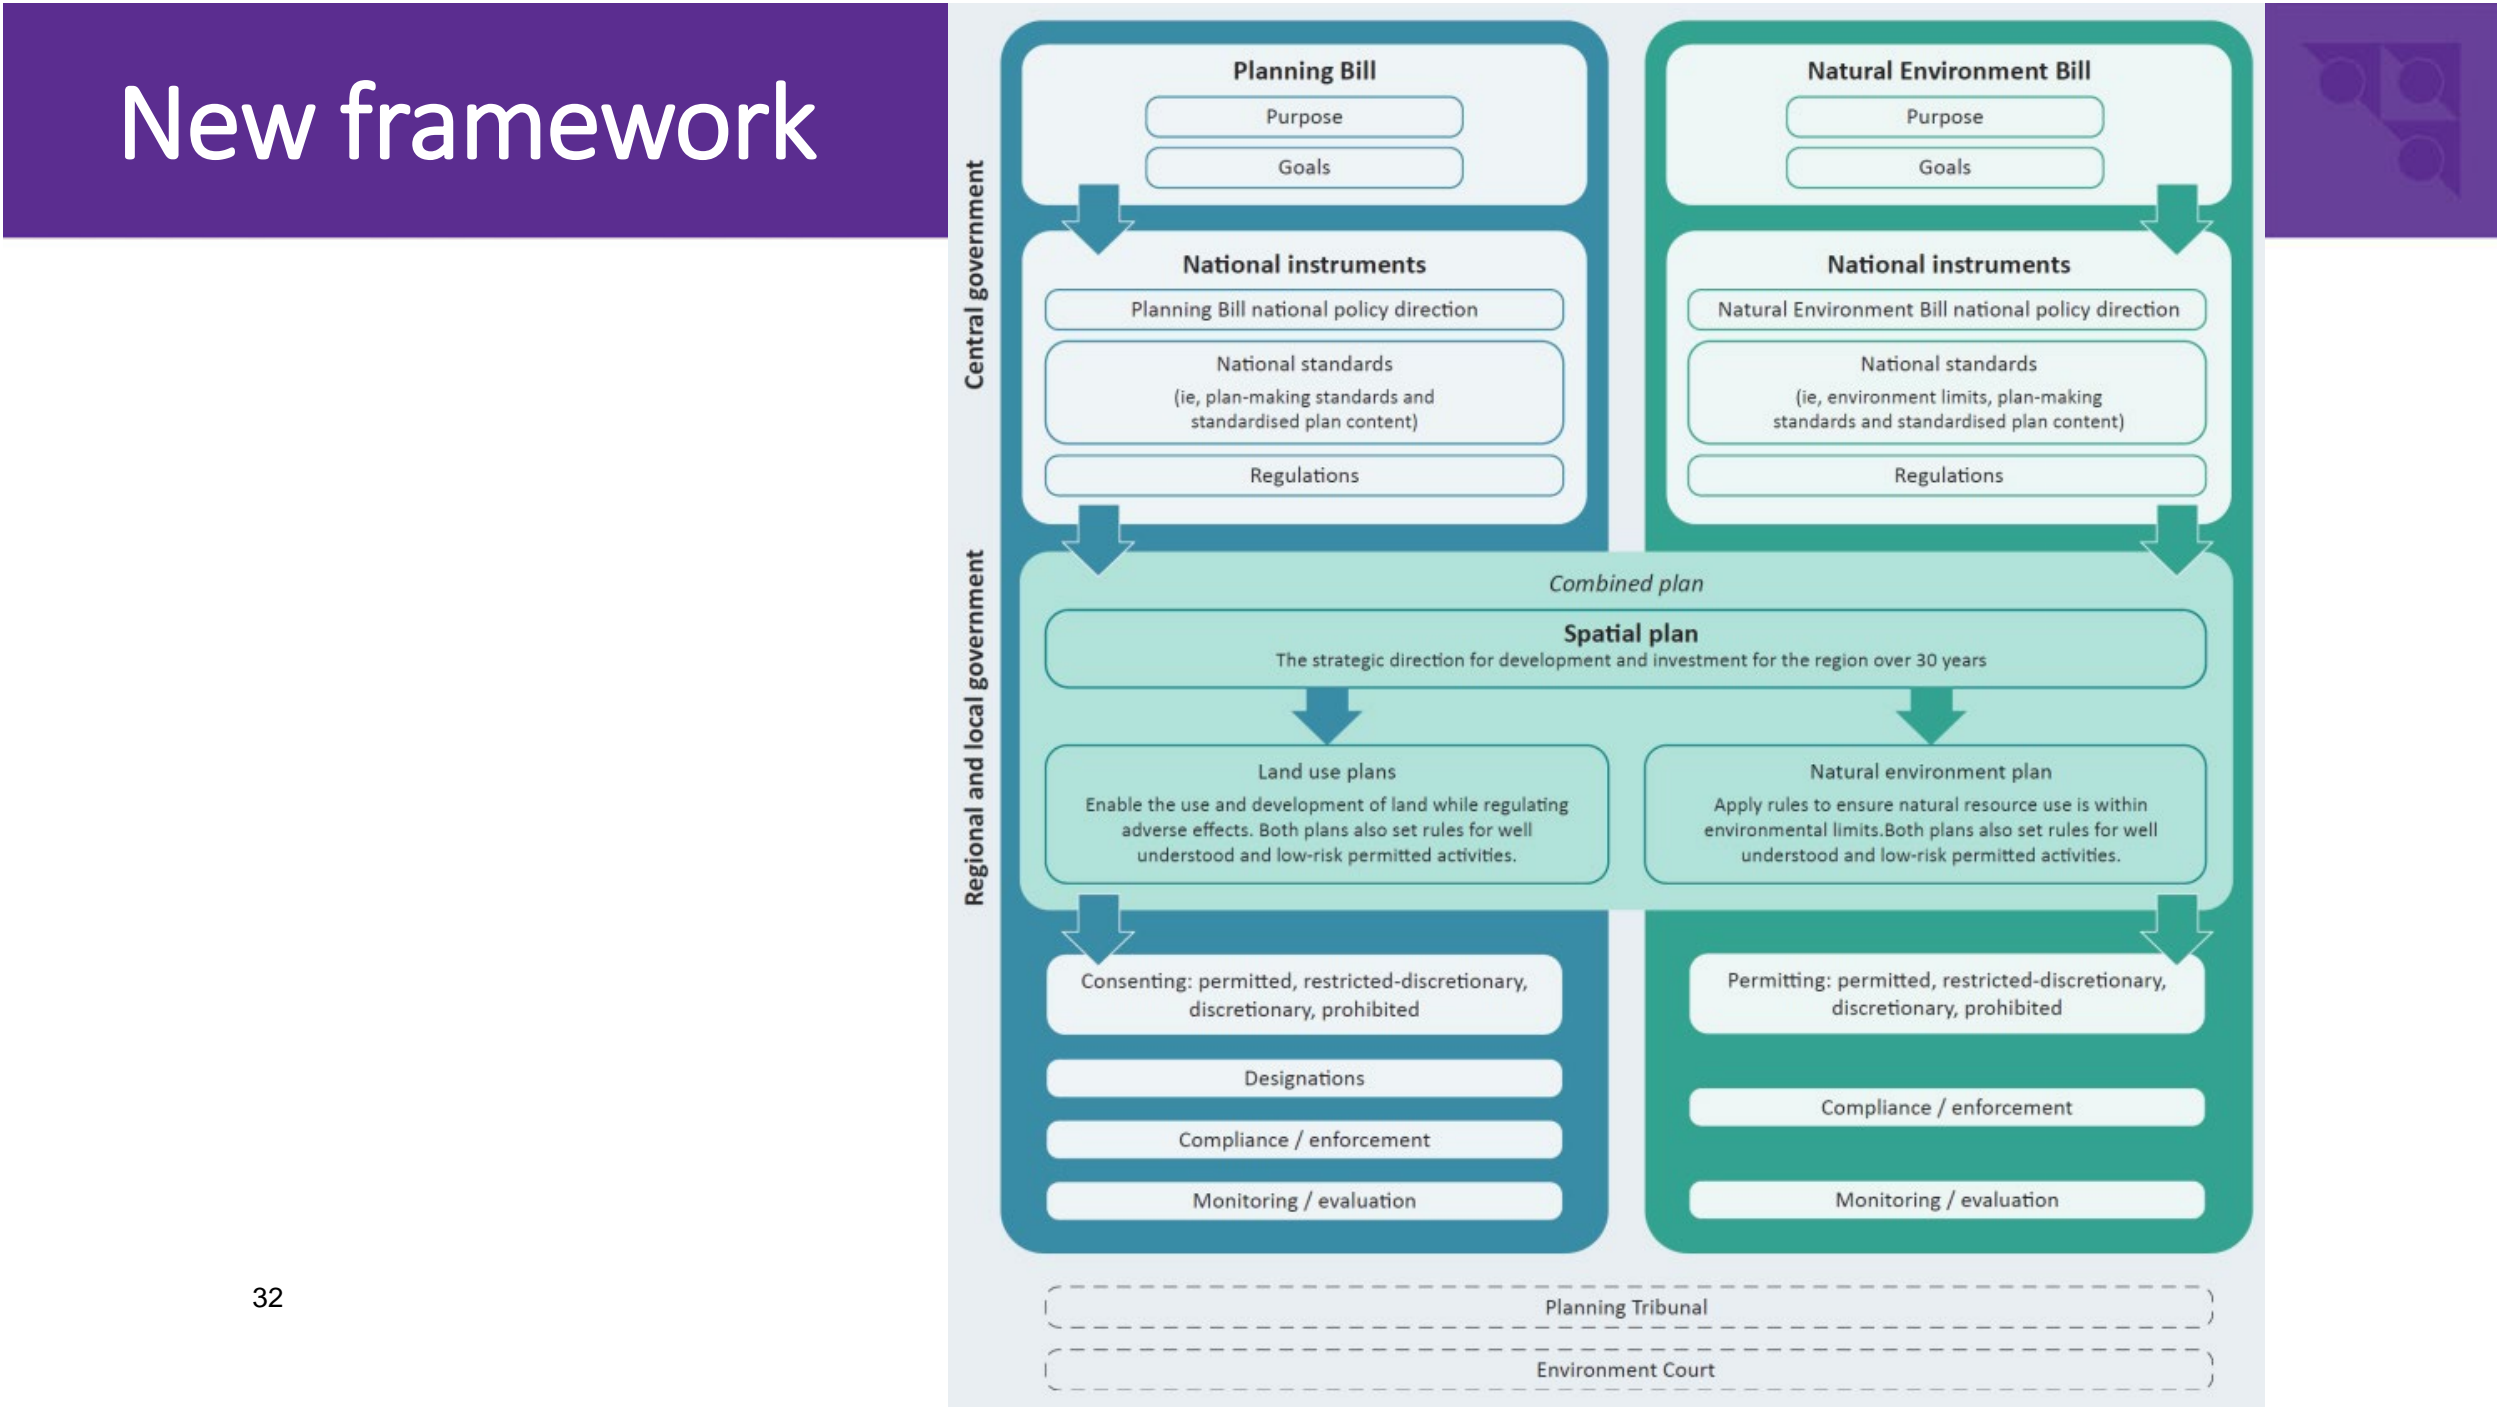 New framework
Central government
Regional and local government
Planning Bill
Purpose
Goals
National instruments
Planning Bill national policy direction
National standards
(ie, plan-making standards and
standardised plan content)
Regulations
Natural Environment Bill
Purpose
Goals
National instruments
Natural Environment Bill national policy direction
National standards
(ie, environment limits, plan-making
standards and standardised plan content)
Regulations
Combined plan
Spatial plan
The strategic direction for development and investment for the region over 30 years
Land use plans
Enable the use and development of land while regulating
adverse effects. Both plans also set rules for well
understood and low-risk permitted activities.
Natural environment plan
Apply rules to ensure natural resource use is within
environmental limits.Both plans also set rules for well
understood and low-risk permitted activities.
Consenting: permitted, restricted-discretionary,
discretionary, prohibited
Designations
Compliance / enforcement
Monitoring / evaluation
Permitting: permitted, restricted-discretionary,
discretionary, prohibited
Compliance / enforcement
Monitoring / evaluation
Planning Tribunal
Environment Court
32